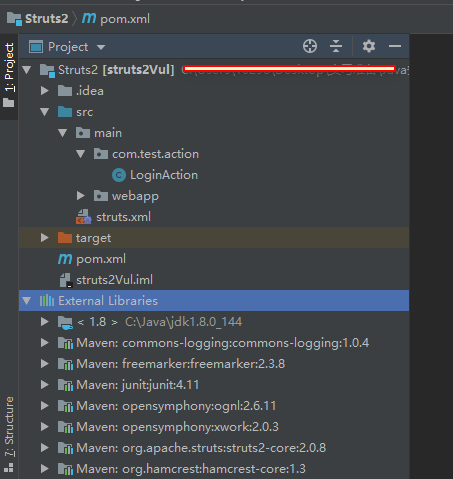 Struts2 pom.xml
1: Project
Project
Struts2 [struts2Vul]
.idea
src
main
com.test.action
LoginAction
webapp
struts.xml
target
pom.xml
struts2Vul.iml
External Libraries
< 1.8 > C:\Java\jdk1.8.0_144
Maven: commons-logging:commons-logging:1.0.4
Maven: freemarker:freemarker:2.3.8
Maven: junit:junit:4.11
Maven: opensymphony:ognl:2.6.11
Maven: opensymphony:xwork:2.0.3
Maven: org.apache.struts:struts2-core:2.0.8
Maven: org.hamcrest:hamcrest-core:1.3
7: Structure